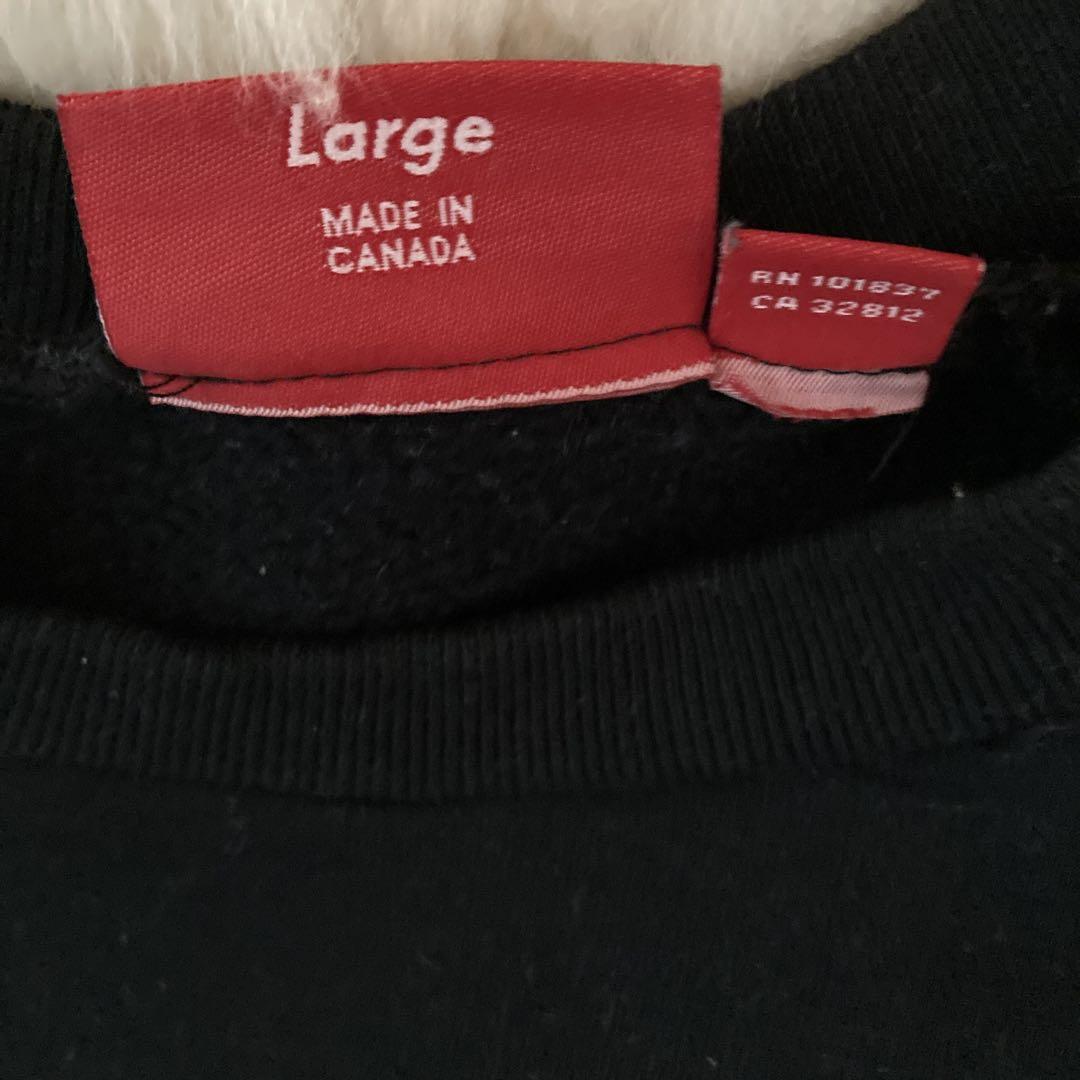 Large
MADE IN
CANADA
RN 101837
CA 32812